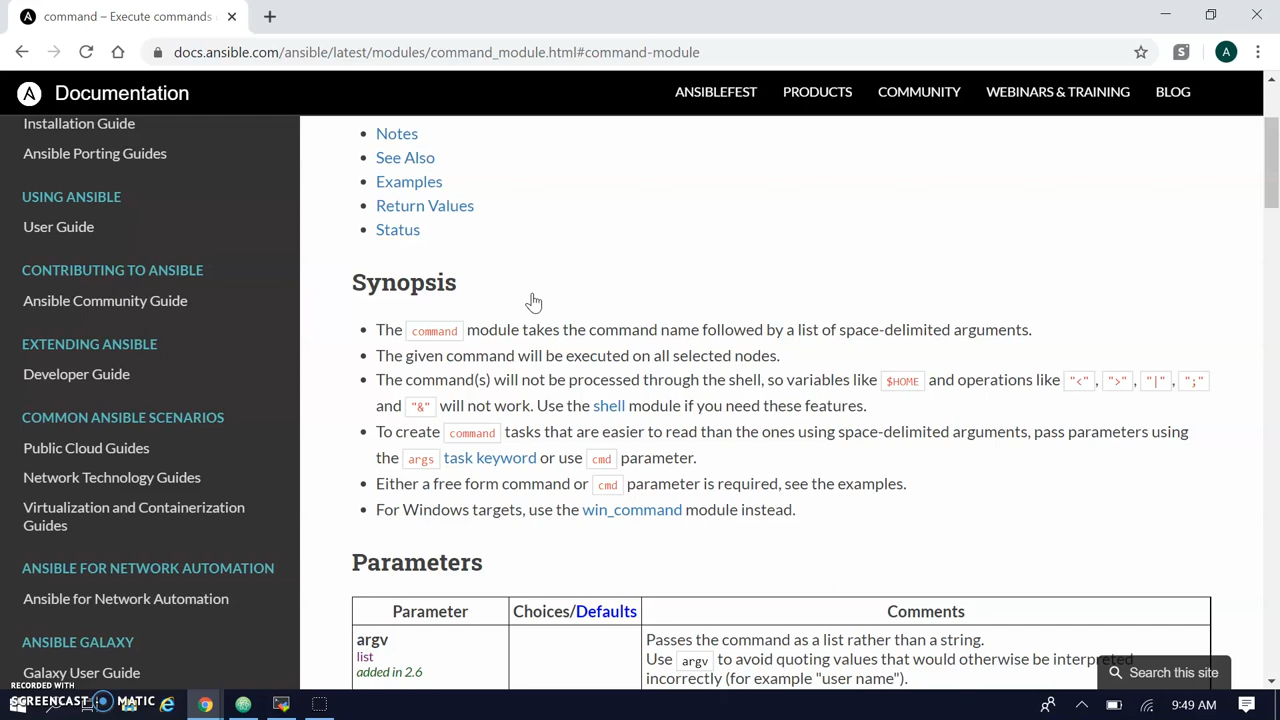 command – Execute commands
docs.ansible.com/ansible/latest/modules/command_module.html#command-module
S
A
Documentation
ANSIBLEFEST
PRODUCTS
COMMUNITY
WEBINARS & TRAINING
BLOG
Installation Guide
Ansible Porting Guides
USING ANSIBLE
User Guide
CONTRIBUTING TO ANSIBLE
Ansible Community Guide
EXTENDING ANSIBLE
Developer Guide
COMMON ANSIBLE SCENARIOS
Public Cloud Guides
Network Technology Guides
Virtualization and Containerization
Guides
ANSIBLE FOR NETWORK AUTOMATION
Ansible for Network Automation
ANSIBLE GALAXY
Galaxy User Guide
Notes
See Also
Examples
Return Values
Status
Synopsis
The command module takes the command name followed by a list of space-delimited arguments.
The given command will be executed on all selected nodes.
The command(s) will not be processed through the shell, so variables like $HOME and operations like "<", ">", "|", ";"
and "&" will not work. Use the shell module if you need these features.
To create command tasks that are easier to read than the ones using space-delimited arguments, pass parameters using
the args task keyword or use cmd parameter.
Either a free form command or cmd parameter is required, see the examples.
For Windows targets, use the win_command module instead.
Parameters
Parameter
Choices/Defaults
Comments
argv
list
added in 2.6
Passes the command as a list rather than a string.
Use argv to avoid quoting values that would otherwise be interpreted
incorrectly (for example "user name").
Search this site
RECORDED WITH
SCREENCAST MATIC
9:49 AM